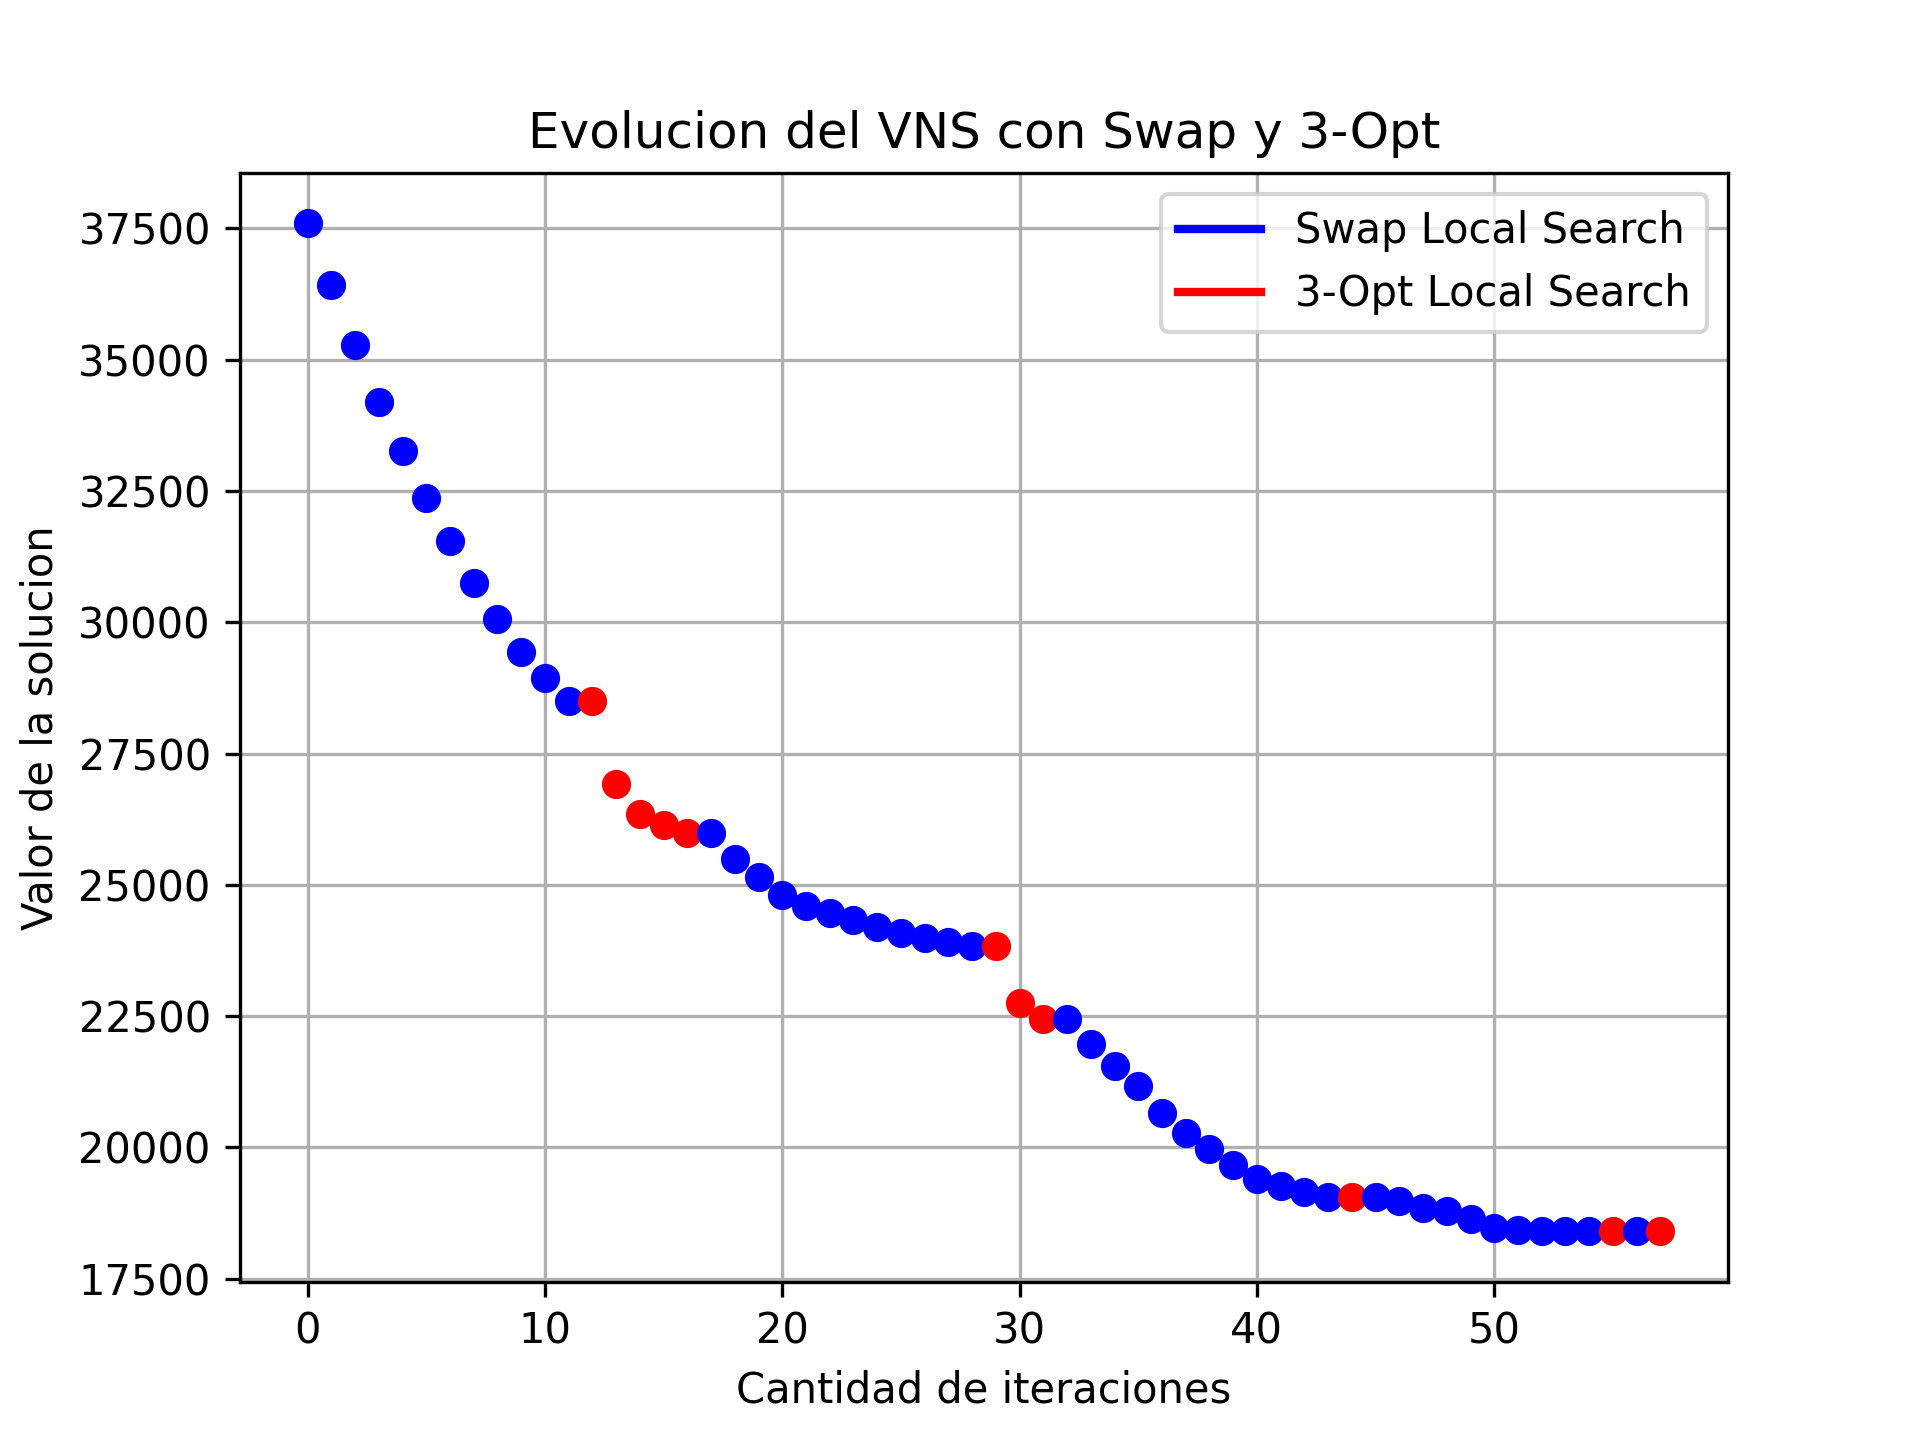 Evolucion del VNS con Swap y 3-Opt
Swap Local Search
3-Opt Local Search
Valor de la solucion
37500
35000
32500
30000
27500
25000
22500
20000
17500
0 10 20 30 40 50
Cantidad de iteraciones